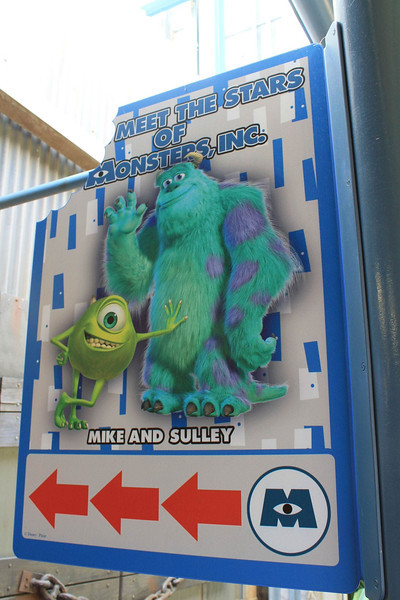 MEET THE STARS
OF
MONSTERS, INC.
MIKE AND SULLEY
M